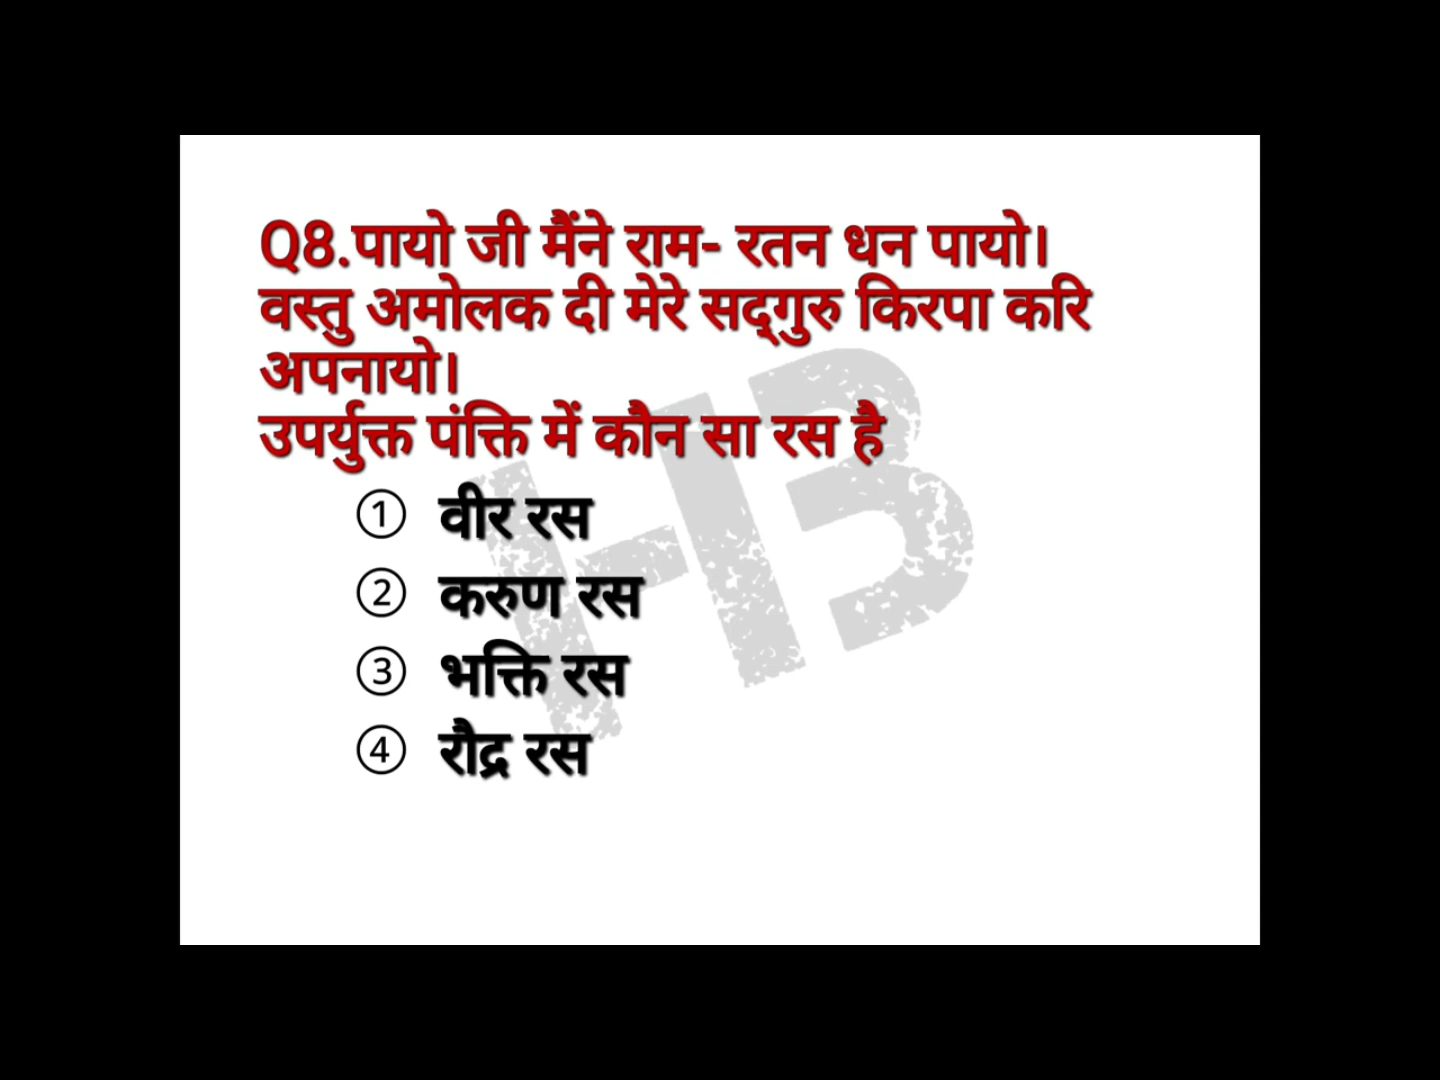 Q8.पायो जी मैंने राम- रतन धन पायो।
वस्तु अमोलक दी मेरे सद्गुरु किरपा करि
अपनायो।
उपर्युक्त पंक्ति में कौन सा रस है
① वीर रस
② करुण रस
③ भक्ति रस
④ रौद्र रस
HB